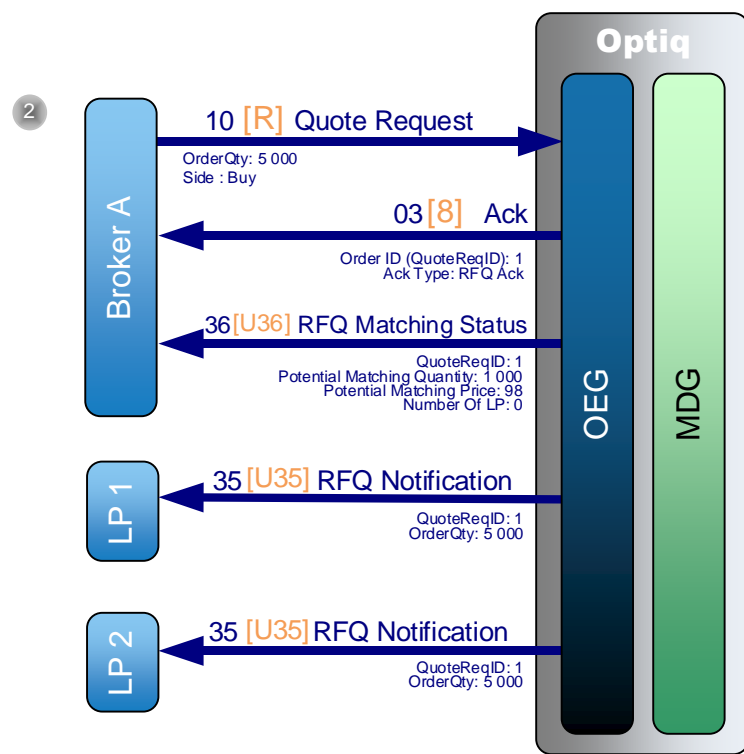 Optiq
2
10 [R] Quote Request
OrderQty: 5 000
Side : Buy
Broker A
03 [8] Ack
Order ID (QuoteReqID): 1
Ack Type: RFQ Ack
36 [U36] RFQ Matching Status
QuoteReqID: 1
Potential Matching Quantity: 1 000
Potential Matching Price: 98
Number Of LP: 0
OEG
MDG
LP 1
35 [U35] RFQ Notification
QuoteReqID: 1
OrderQty: 5 000
LP 2
35 [U35] RFQ Notification
QuoteReqID: 1
OrderQty: 5 000